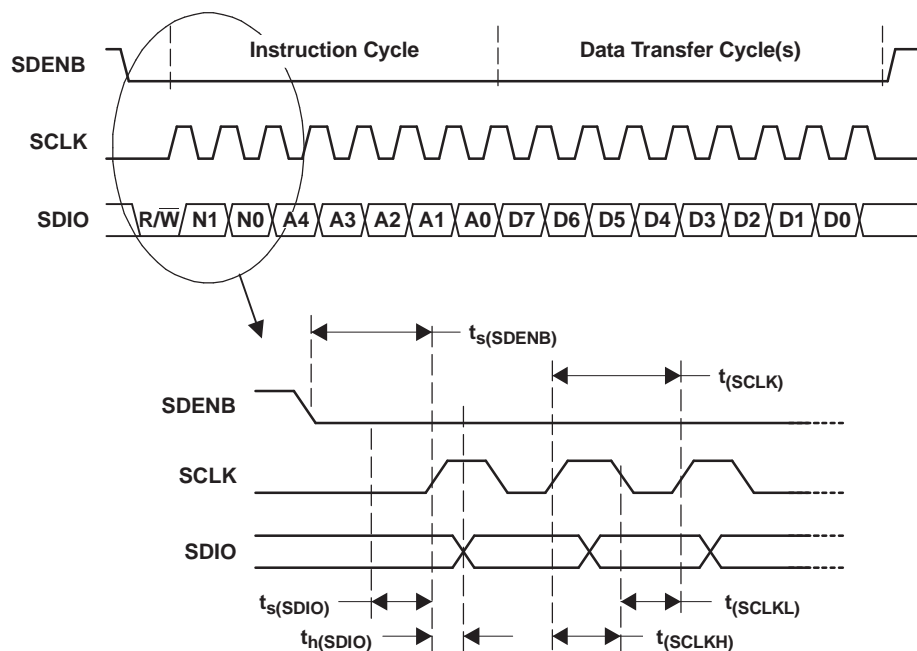 Instruction Cycle Data Transfer Cycle(s)
SDENB
SCLK
SDIO R/W̅ N1 N0 A4 A3 A2 A1 A0 D7 D6 D5 D4 D3 D2 D1 D0
ts(SDENB)
t(SCLK)
SDENB
SCLK
SDIO
ts(SDIO) t(SCLKL)
th(SDIO) t(SCLKH)